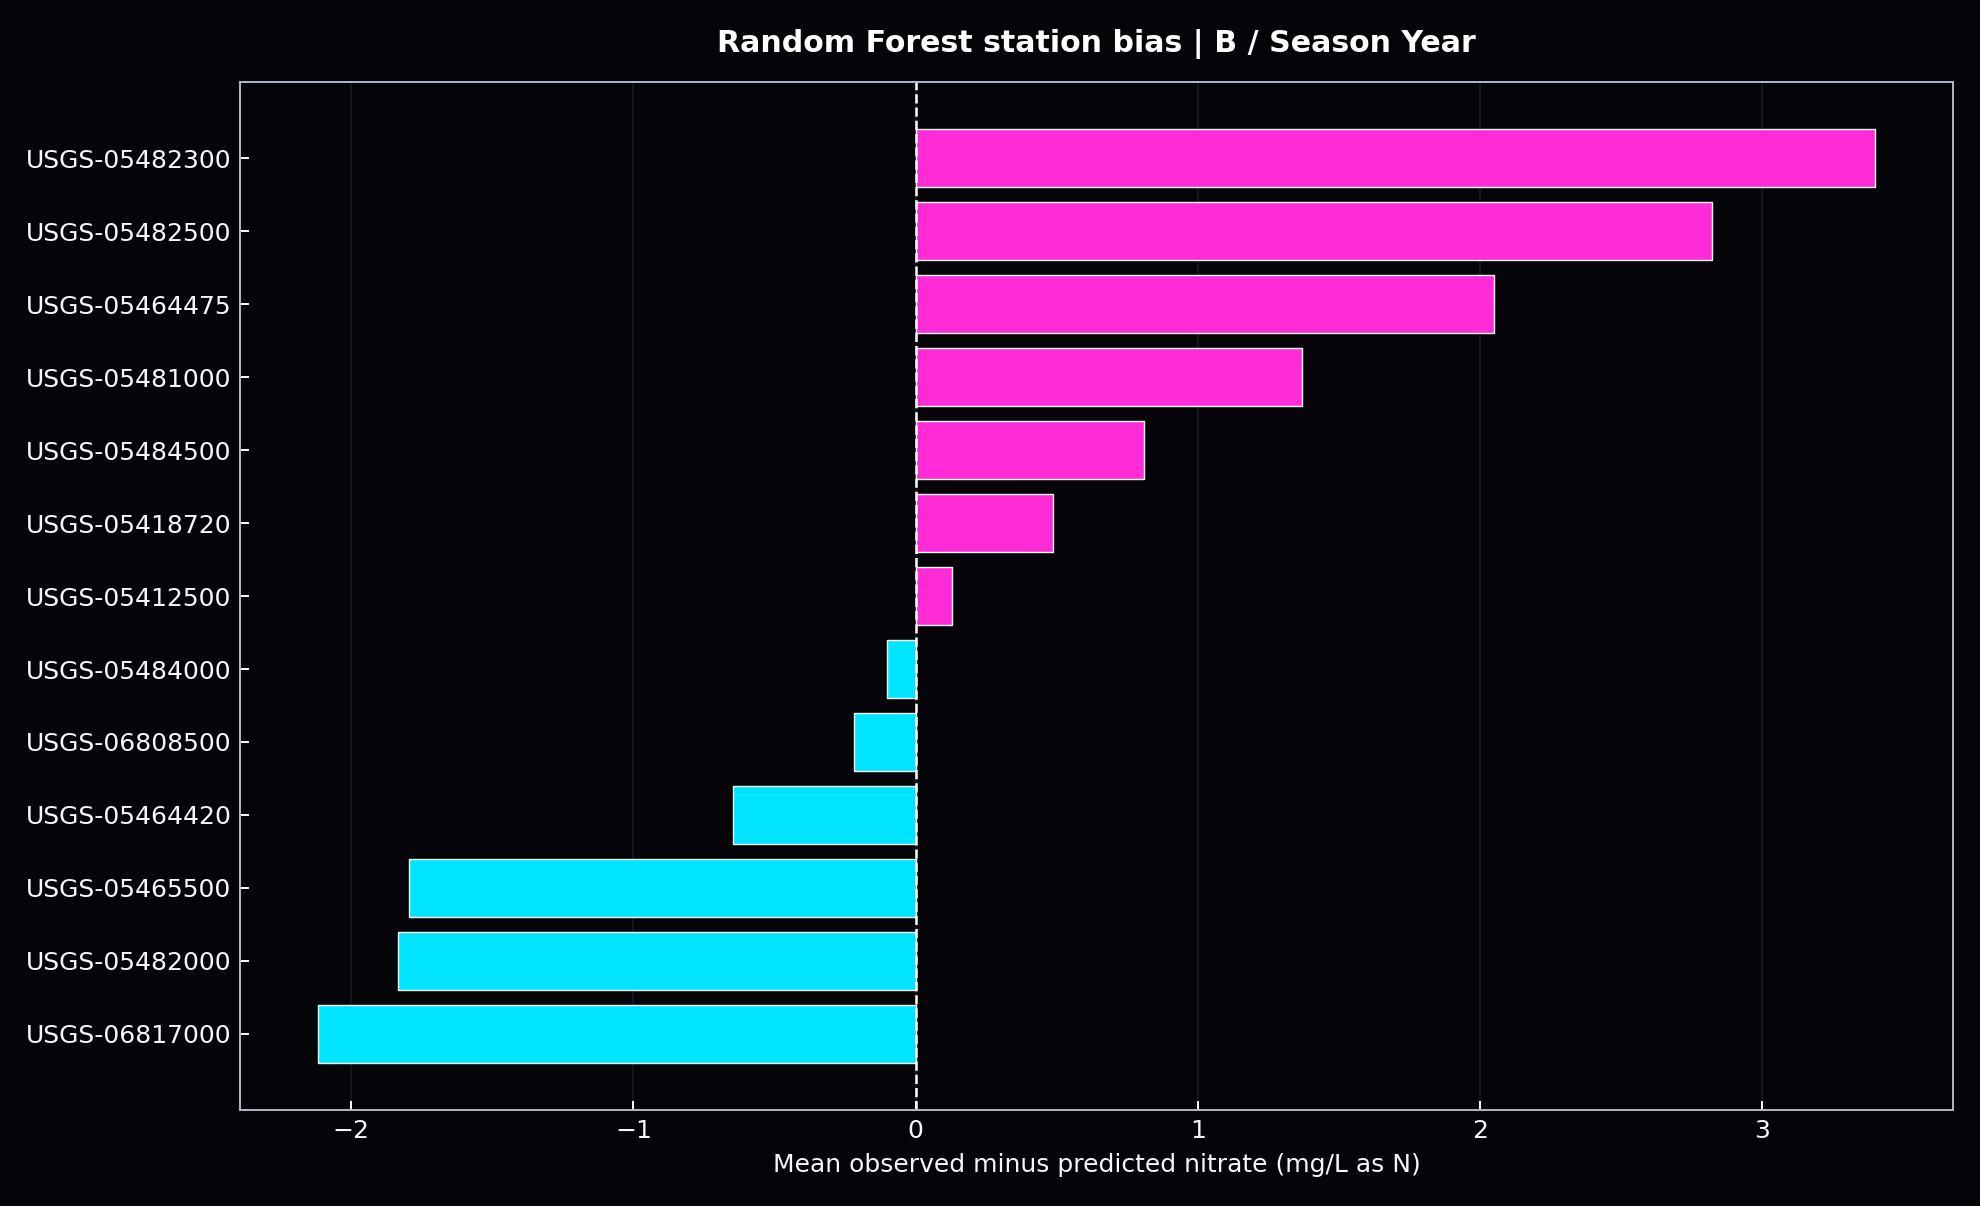 Random Forest station bias | B / Season Year
USGS-05482300
USGS-05482500
USGS-05464475
USGS-05481000
USGS-05484500
USGS-05418720
USGS-05412500
USGS-05484000
USGS-06808500
USGS-05464420
USGS-05465500
USGS-05482000
USGS-06817000
−2 −1 0 1 2 3
Mean observed minus predicted nitrate (mg/L as N)